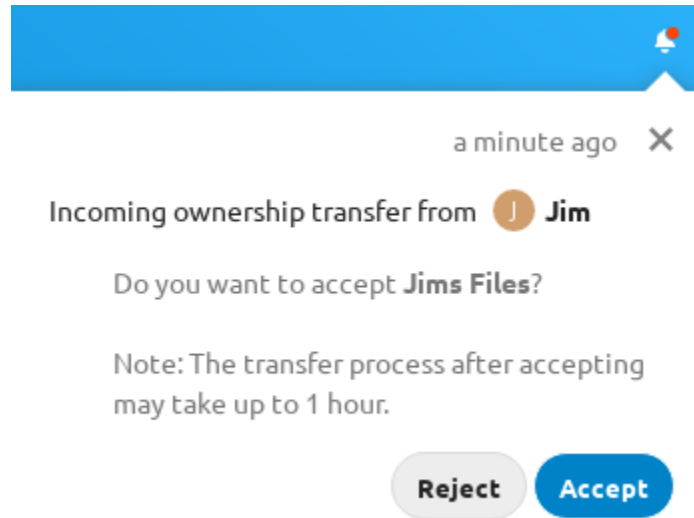 a minute ago
Incoming ownership transfer from J Jim
Do you want to accept Jims Files?
Note: The transfer process after accepting
may take up to 1 hour.
Reject Accept